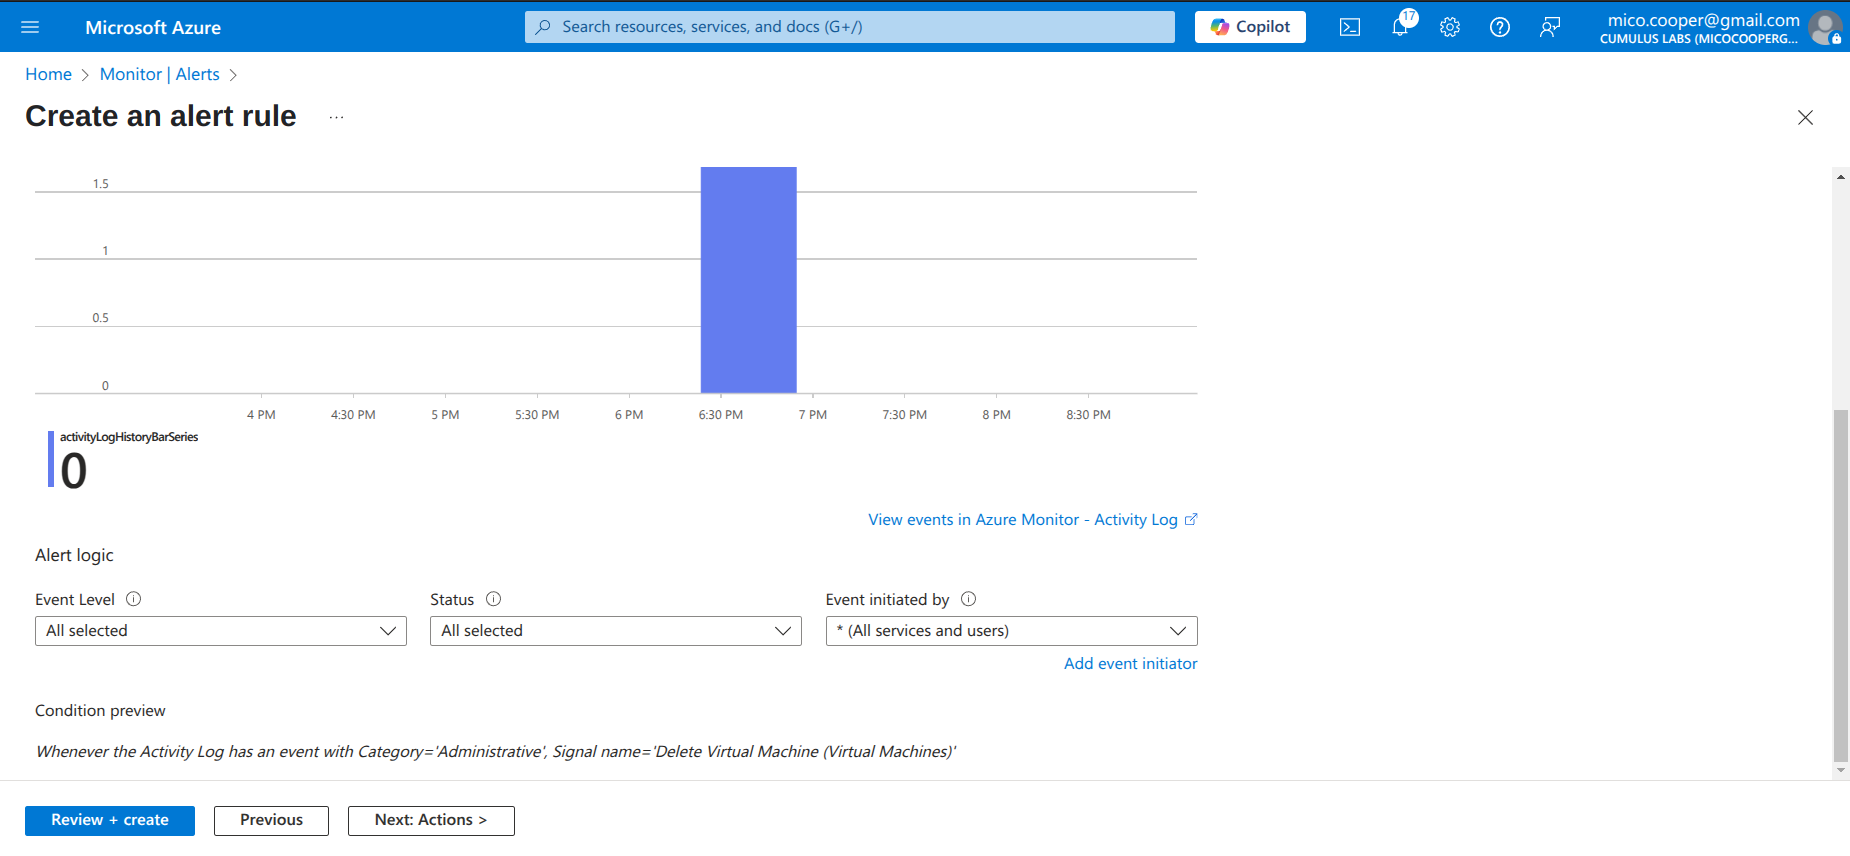 Microsoft Azure
Search resources, services, and docs (G+/)
Copilot
17
mico.cooper@gmail.com
CUMULUS LABS (MICOCOOPERG...
Home > Monitor | Alerts >
Create an alert rule ...
1.5
1
0.5
0
4 PM 4:30 PM 5 PM 5:30 PM 6 PM 6:30 PM 7 PM 7:30 PM 8 PM 8:30 PM
activityLogHistoryBarSeries
0
View events in Azure Monitor - Activity Log
Alert logic
Event Level Status Event initiated by
All selected All selected * (All services and users)
Add event initiator
Condition preview
Whenever the Activity Log has an event with Category='Administrative', Signal name='Delete Virtual Machine (Virtual Machines)'
Review + create Previous Next: Actions >